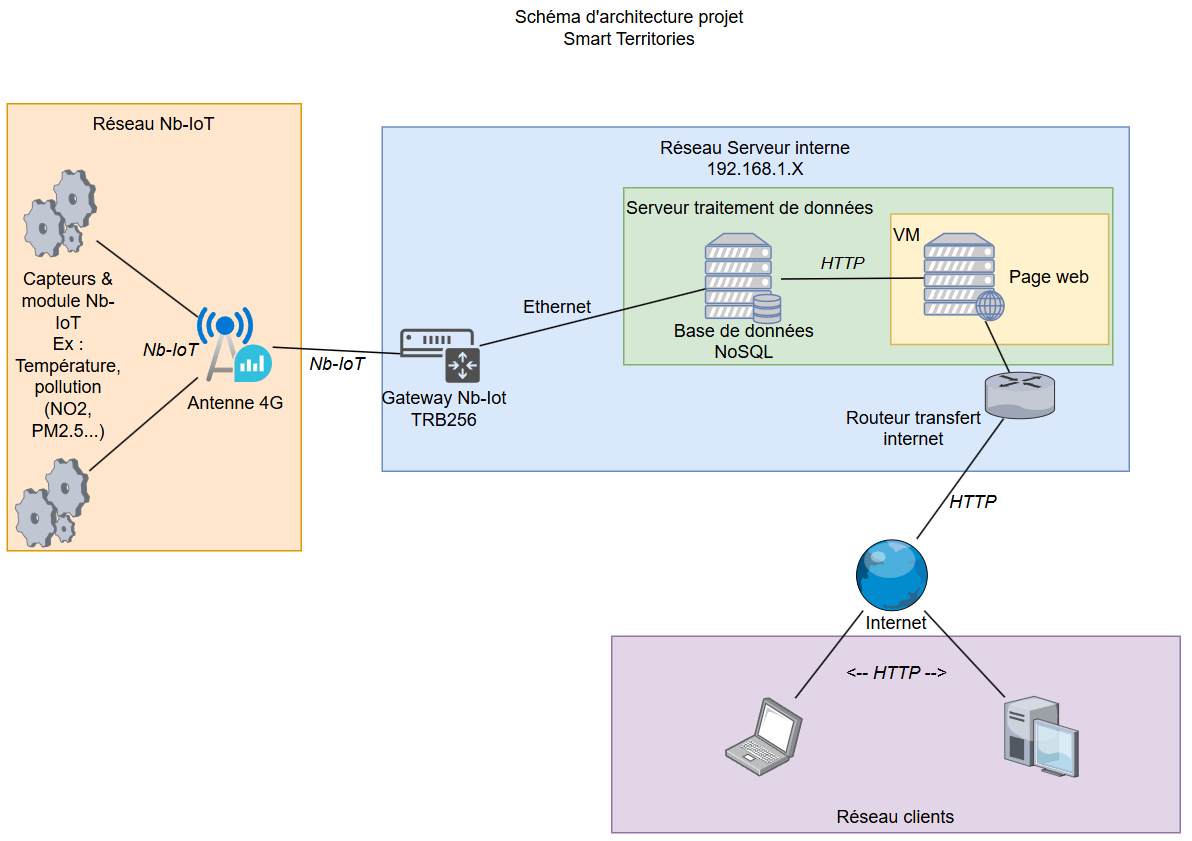 Schéma d'architecture projet
Smart Territories
Réseau Nb-IoT
Capteurs &
module Nb-
IoT
Ex :
Température,
pollution
(NO2,
PM2.5...)
Nb-IoT
Antenne 4G
Nb-IoT
Réseau Serveur interne
192.168.1.X
Gateway Nb-Iot
TRB256
Ethernet
Serveur traitement de données
Base de données
NoSQL
HTTP
VM
Page web
Routeur transfert
internet
HTTP
Internet
<-- HTTP -->
Réseau clients